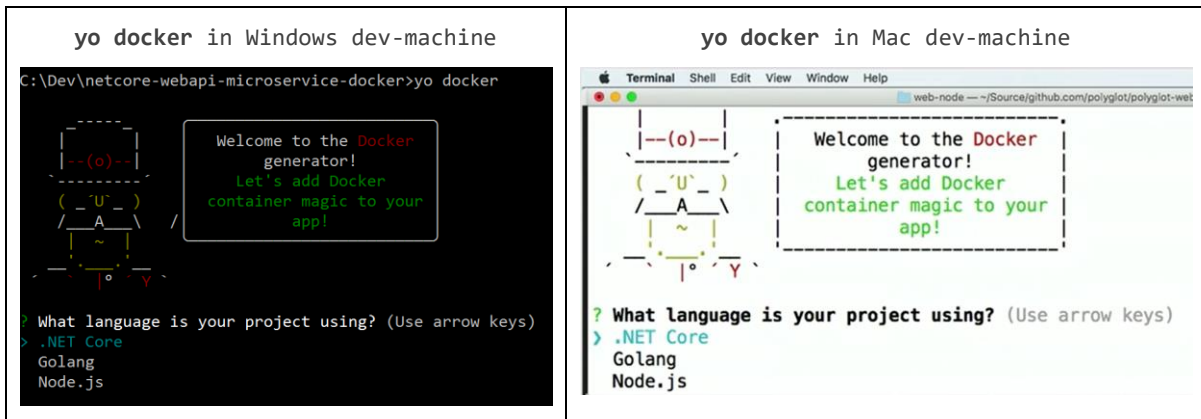 yo docker in Windows dev-machine
C:\Dev\netcore-webapi-microservice-docker>yo docker
Welcome to the Docker
generator!
Let's add Docker
container magic to your
app!
? What language is your project using? (Use arrow keys)
> .NET Core
Golang
Node.js
yo docker in Mac dev-machine
Terminal Shell Edit View Window Help
web-node — ~/Source/github.com/polyglot/polyglot-web
Welcome to the Docker
generator!
Let's add Docker
container magic to your
app!
? What language is your project using? (Use arrow keys)
❯ .NET Core
Golang
Node.js